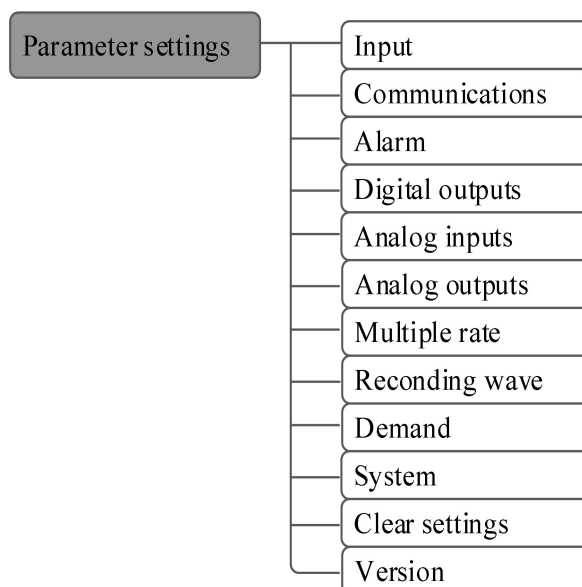 Parameter settings
Input
Communications
Alarm
Digital outputs
Analog inputs
Analog outputs
Multiple rate
Reconding wave
Demand
System
Clear settings
Version